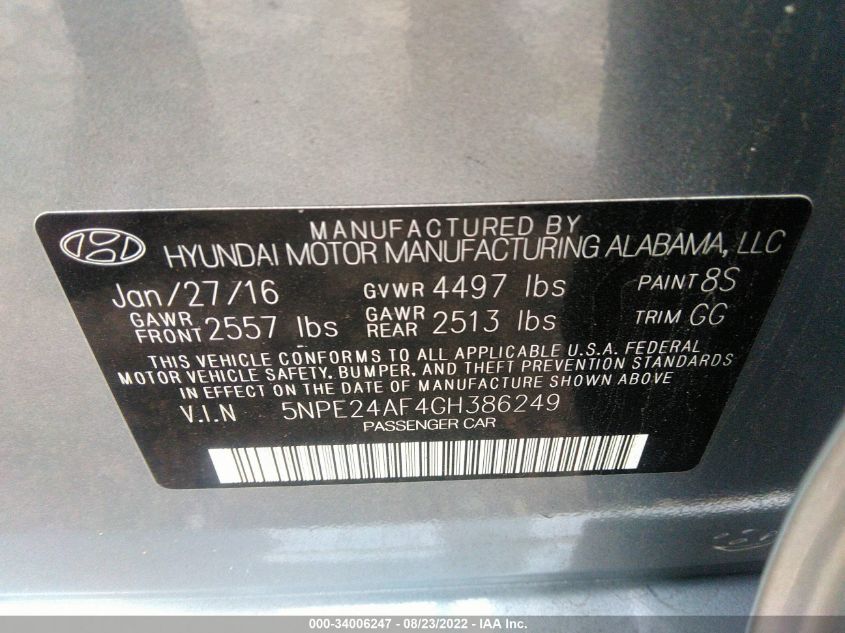 MANUFACTURED BY
HYUNDAI MOTOR MANUFACTURING ALABAMA, LLC
Jan/27/16 GVWR 4497 lbs PAINT 8S
GAWR FRONT 2557 lbs GAWR REAR 2513 lbs TRIM GG
THIS VEHICLE CONFORMS TO ALL APPLICABLE U.S.A. FEDERAL
MOTOR VEHICLE SAFETY, BUMPER, AND THEFT PREVENTION STANDARDS
IN EFFECT ON THE DATE OF MANUFACTURE SHOWN ABOVE
V.I.N 5NPE24AF4GH386249
PASSENGER CAR
000-34006247 - 08/23/2022 - IAA Inc.